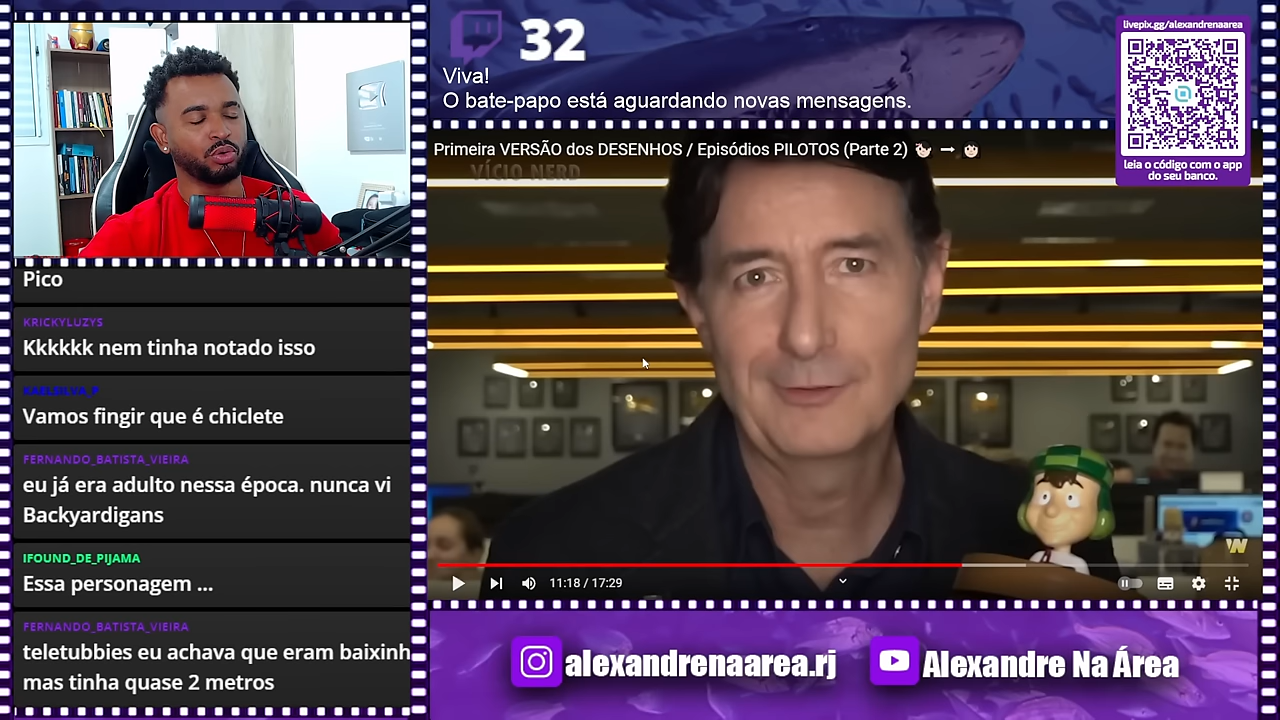 32
Viva!
O bate-papo está aguardando novas mensagens.
livepix.gg/alexandrenaarea
leia o código com o app
do seu banco.
Primeira VERSÃO dos DESENHOS / Episódios PILOTOS (Parte 2)
VÍCIO NERD
Pico
KRICKYLUZYS
Kkkkkk nem tinha notado isso
Vamos fingir que é chiclete
FERNANDO_BATISTA_VIEIRA
eu já era adulto nessa época. nunca vi
Backyardigans
IFOUND_DE_PIJAMA
Essa personagem ...
FERNANDO_BATISTA_VIEIRA
teletubbies eu achava que eram baixinh
mas tinha quase 2 metros
W
11:18 / 17:29
alexandrenaarea.rj
Alexandre Na Área